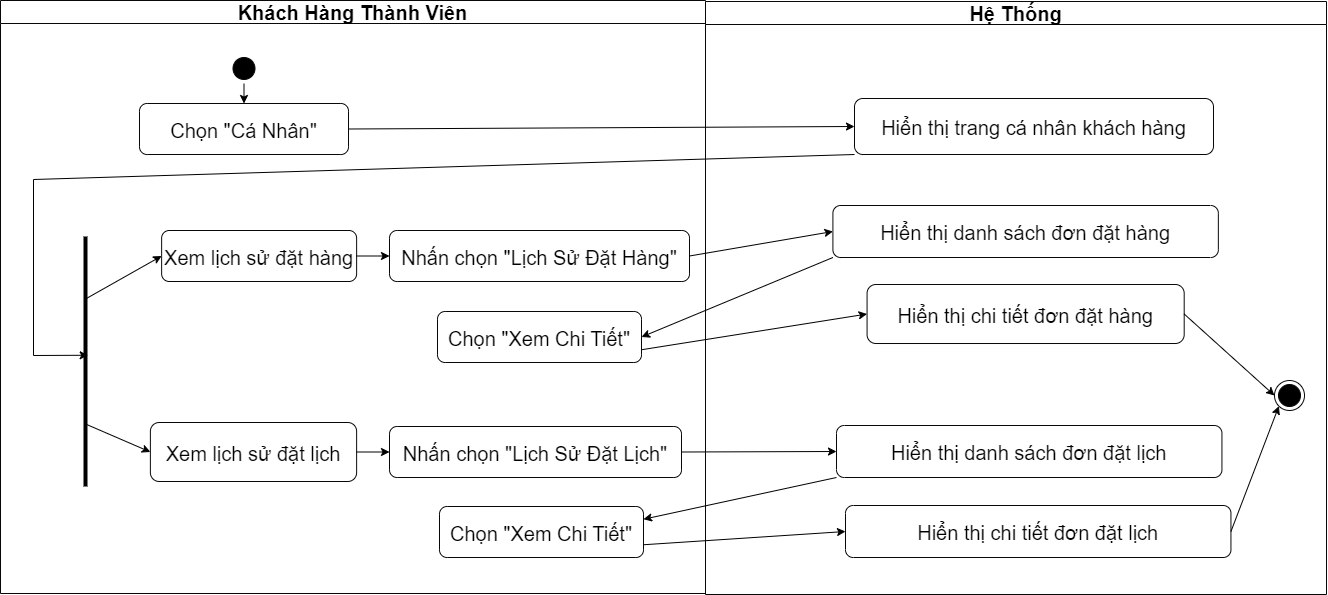 Khách Hàng Thành Viên
Hệ Thống
Chọn "Cá Nhân"
Hiển thị trang cá nhân khách hàng
Xem lịch sử đặt hàng
Nhấn chọn "Lịch Sử Đặt Hàng"
Hiển thị danh sách đơn đặt hàng
Chọn "Xem Chi Tiết"
Hiển thị chi tiết đơn đặt hàng
Xem lịch sử đặt lịch
Nhấn chọn "Lịch Sử Đặt Lịch"
Hiển thị danh sách đơn đặt lịch
Chọn "Xem Chi Tiết"
Hiển thị chi tiết đơn đặt lịch